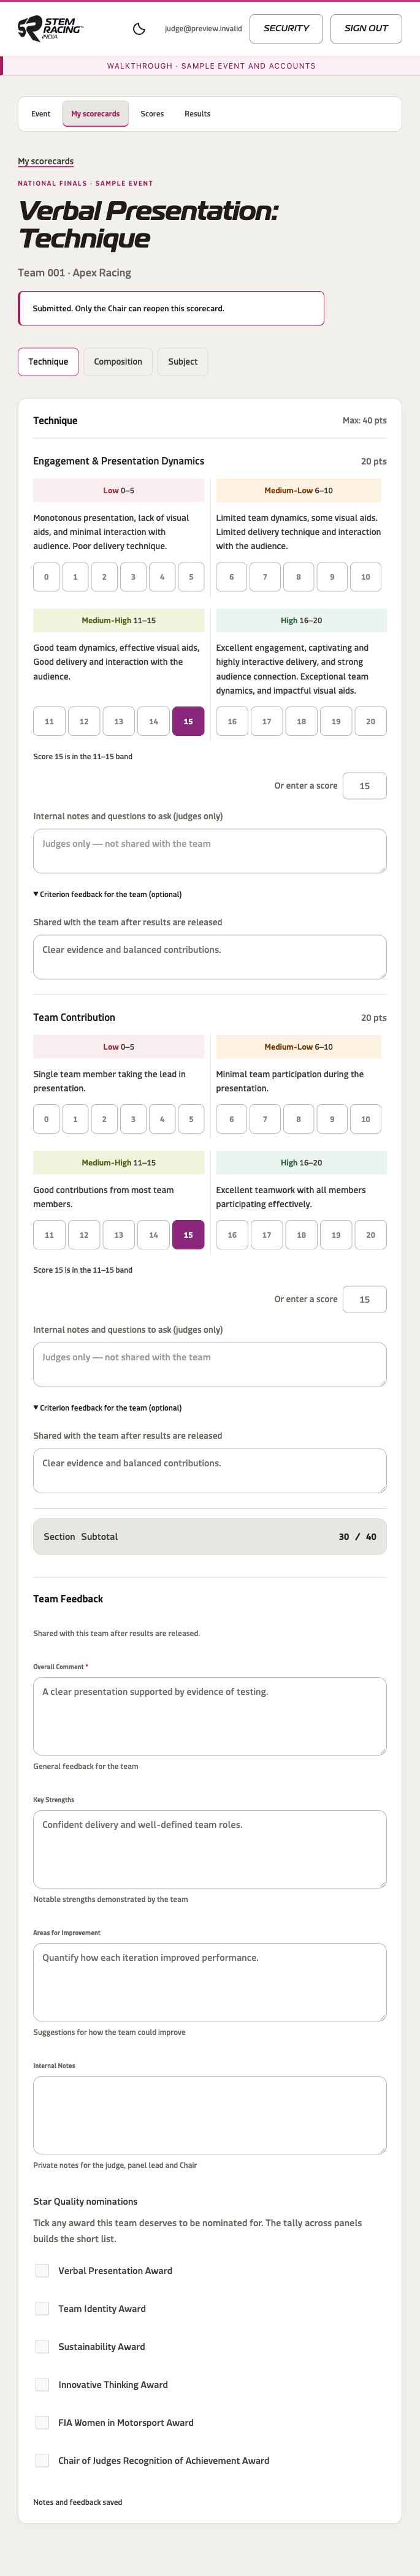 STEM RACING INDIA
judge@preview.invalid
SECURITY
SIGN OUT
WALKTHROUGH · SAMPLE EVENT AND ACCOUNTS
Event
My scorecards
Scores
Results
My scorecards
NATIONAL FINALS · SAMPLE EVENT
Verbal Presentation:
Technique
Team 001 · Apex Racing
Submitted. Only the Chair can reopen this scorecard.
Technique
Composition
Subject
Technique
Max: 40 pts
Engagement & Presentation Dynamics
20 pts
Low 0–5
Monotonous presentation, lack of visual
aids, and minimal interaction with
audience. Poor delivery technique.
0 1 2 3 4 5
Medium-Low 6–10
Limited team dynamics, some visual aids.
Limited delivery technique and interaction
with the audience.
6 7 8 9 10
Medium-High 11–15
Good team dynamics, effective visual aids,
Good delivery and interaction with the
audience.
11 12 13 14 15
High 16–20
Excellent engagement, captivating and
highly interactive delivery, and strong
audience connection. Exceptional team
dynamics, and impactful visual aids.
16 17 18 19 20
Score 15 is in the 11–15 band
Or enter a score 15
Internal notes and questions to ask (judges only)
Judges only — not shared with the team
▼ Criterion feedback for the team (optional)
Shared with the team after results are released
Clear evidence and balanced contributions.
Team Contribution
20 pts
Low 0–5
Single team member taking the lead in
presentation.
0 1 2 3 4 5
Medium-Low 6–10
Minimal team participation during the
presentation.
6 7 8 9 10
Medium-High 11–15
Good contributions from most team
members.
11 12 13 14 15
High 16–20
Excellent teamwork with all members
participating effectively.
16 17 18 19 20
Score 15 is in the 11–15 band
Or enter a score 15
Internal notes and questions to ask (judges only)
Judges only — not shared with the team
▼ Criterion feedback for the team (optional)
Shared with the team after results are released
Clear evidence and balanced contributions.
Section Subtotal
30 / 40
Team Feedback
Shared with this team after results are released.
Overall Comment *
A clear presentation supported by evidence of testing.
General feedback for the team
Key Strengths
Confident delivery and well-defined team roles.
Notable strengths demonstrated by the team
Areas for Improvement
Quantify how each iteration improved performance.
Suggestions for how the team could improve
Internal Notes
Private notes for the judge, panel lead and Chair
Star Quality nominations
Tick any award this team deserves to be nominated for. The tally across panels
builds the short list.
Verbal Presentation Award
Team Identity Award
Sustainability Award
Innovative Thinking Award
FIA Women in Motorsport Award
Chair of Judges Recognition of Achievement Award
Notes and feedback saved